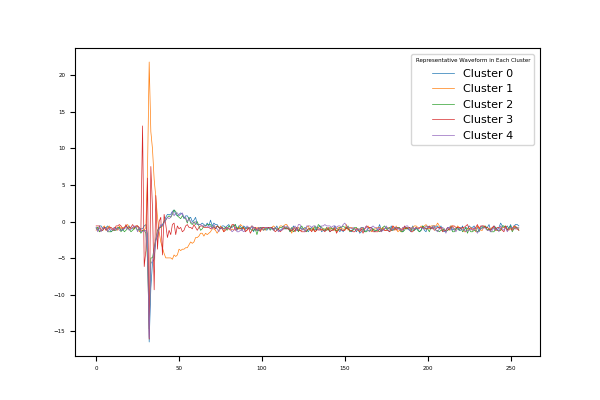 Representative Waveform in Each Cluster
Cluster 0
Cluster 1
Cluster 2
Cluster 3
Cluster 4
20
15
10
5
0
−5
−10
−15
0 50 100 150 200 250